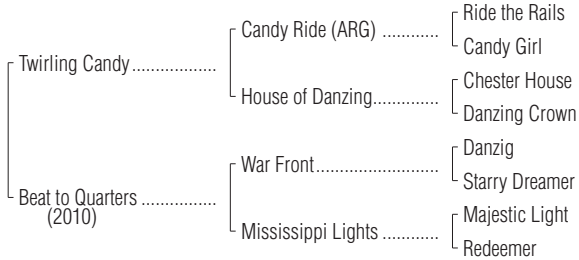 Ride the Rails
Candy Ride (ARG) ............
Candy Girl
Twirling Candy.................
Chester House
House of Danzing.............
Danzing Crown
Danzig
War Front........................
Starry Dreamer
Beat to Quarters ...............
(2010)
Majestic Light
Mississippi Lights ...........
Redeemer